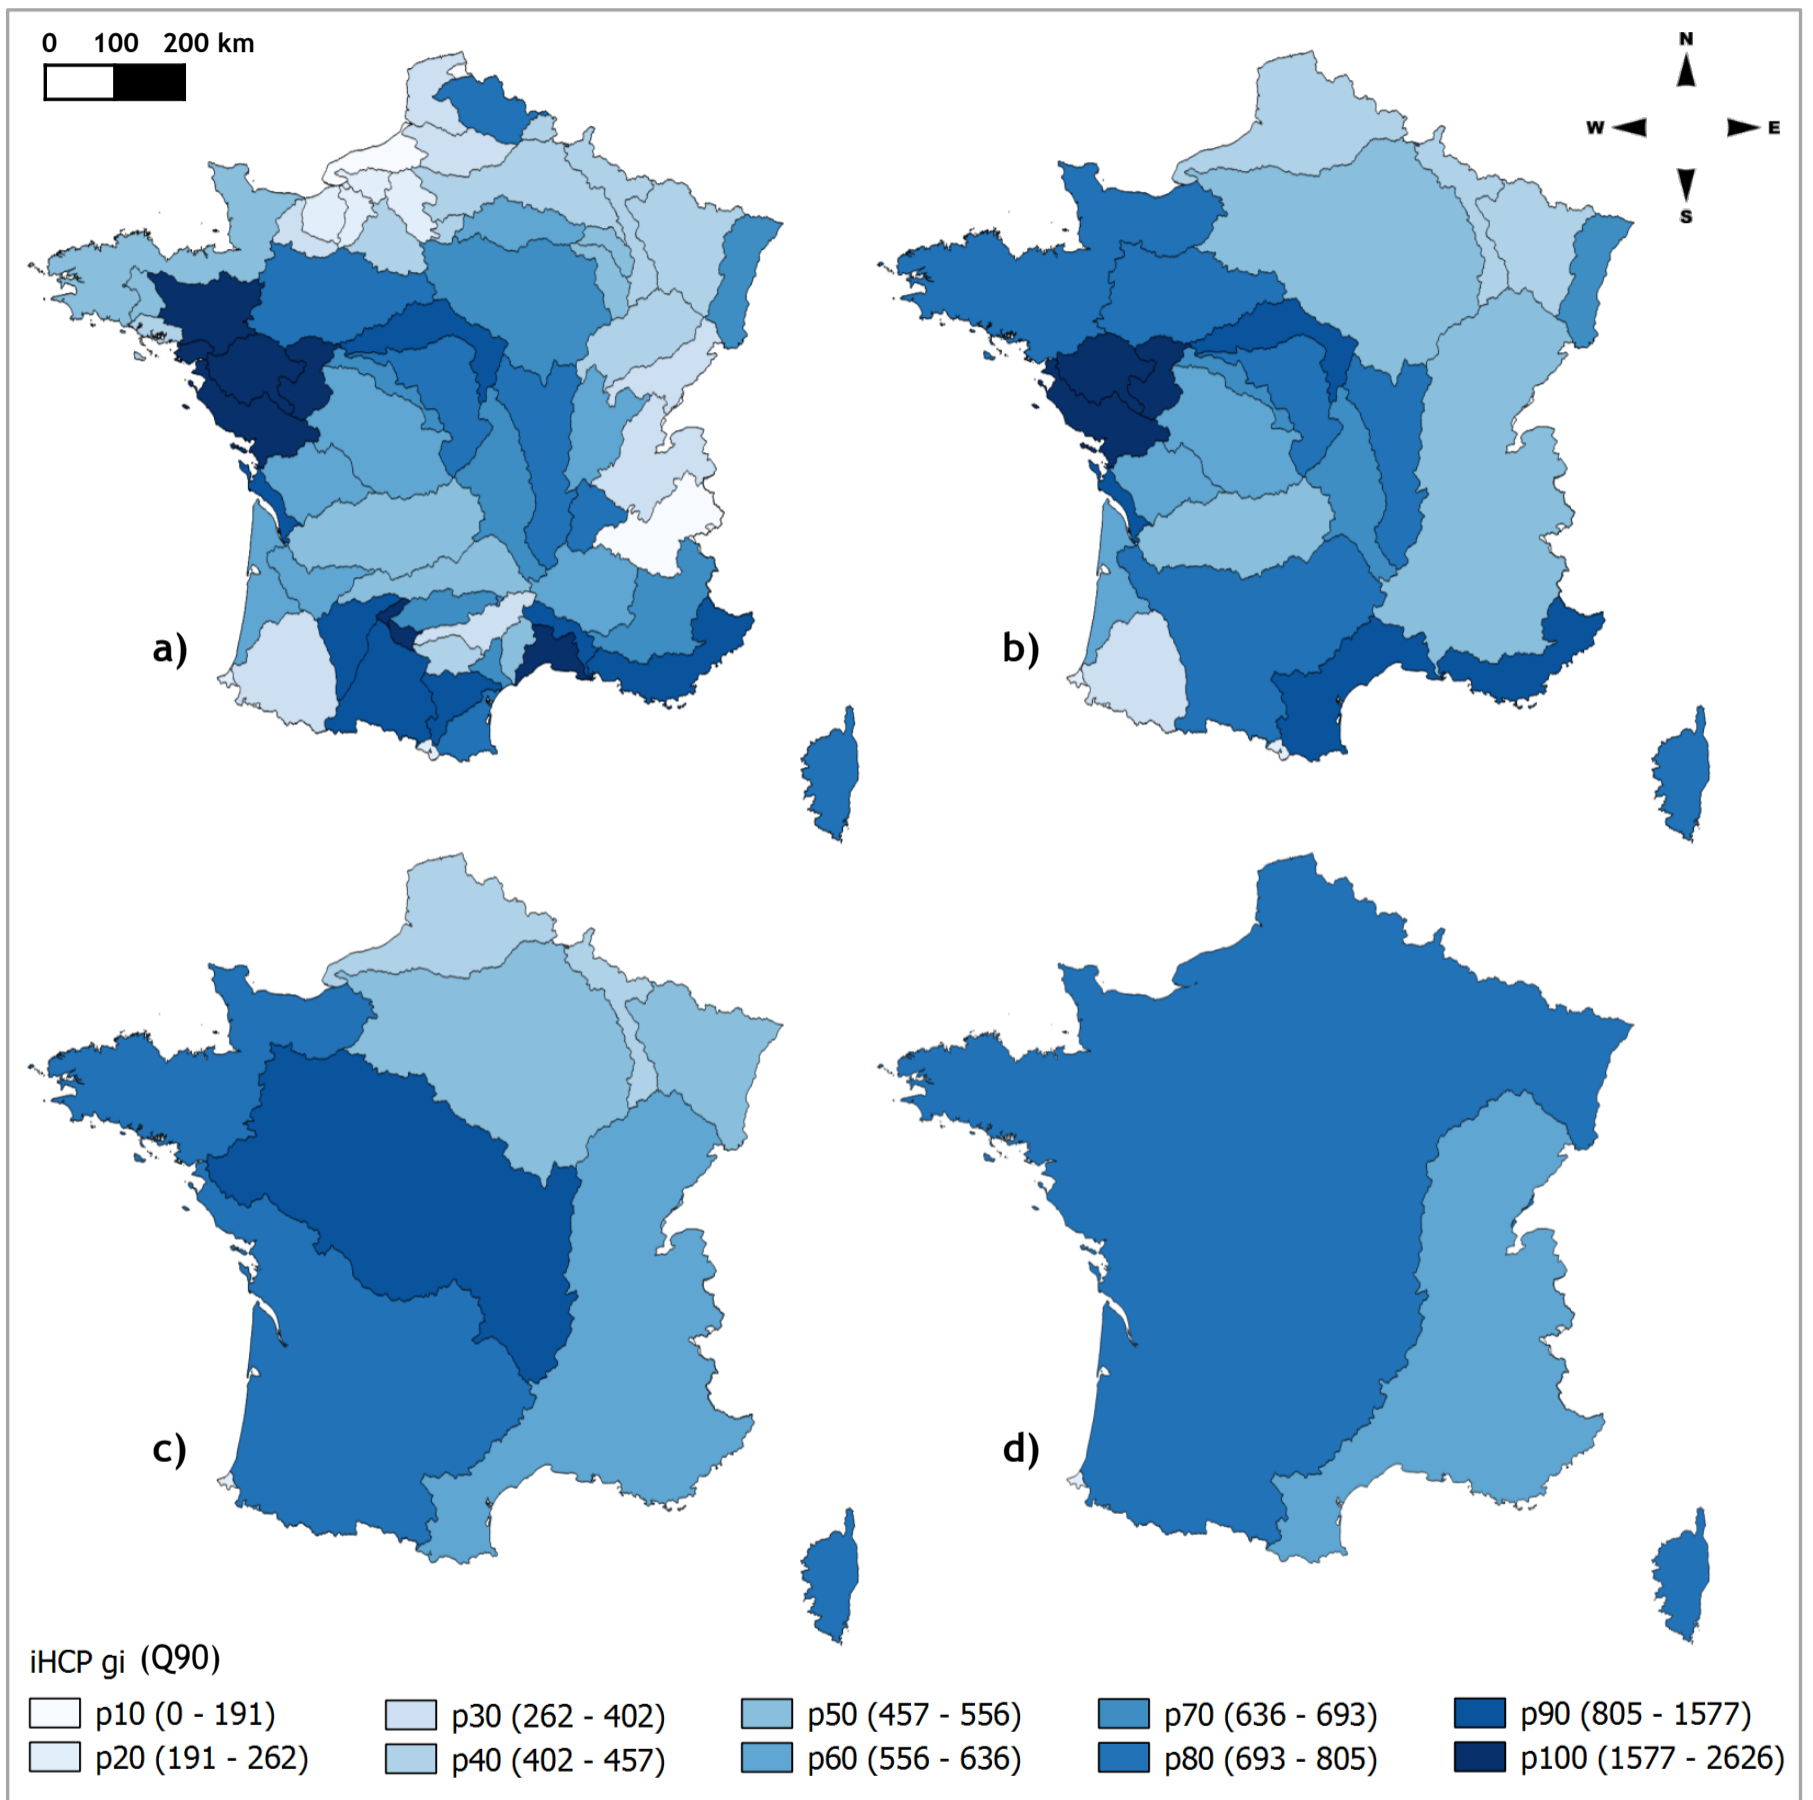 0 100 200 km
N
W E
S
a) b)
c) d)
iHCP gi (Q90)
p10 (0 - 191) p30 (262 - 402) p50 (457 - 556) p70 (636 - 693) p90 (805 - 1577)
p20 (191 - 262) p40 (402 - 457) p60 (556 - 636) p80 (693 - 805) p100 (1577 - 2626)